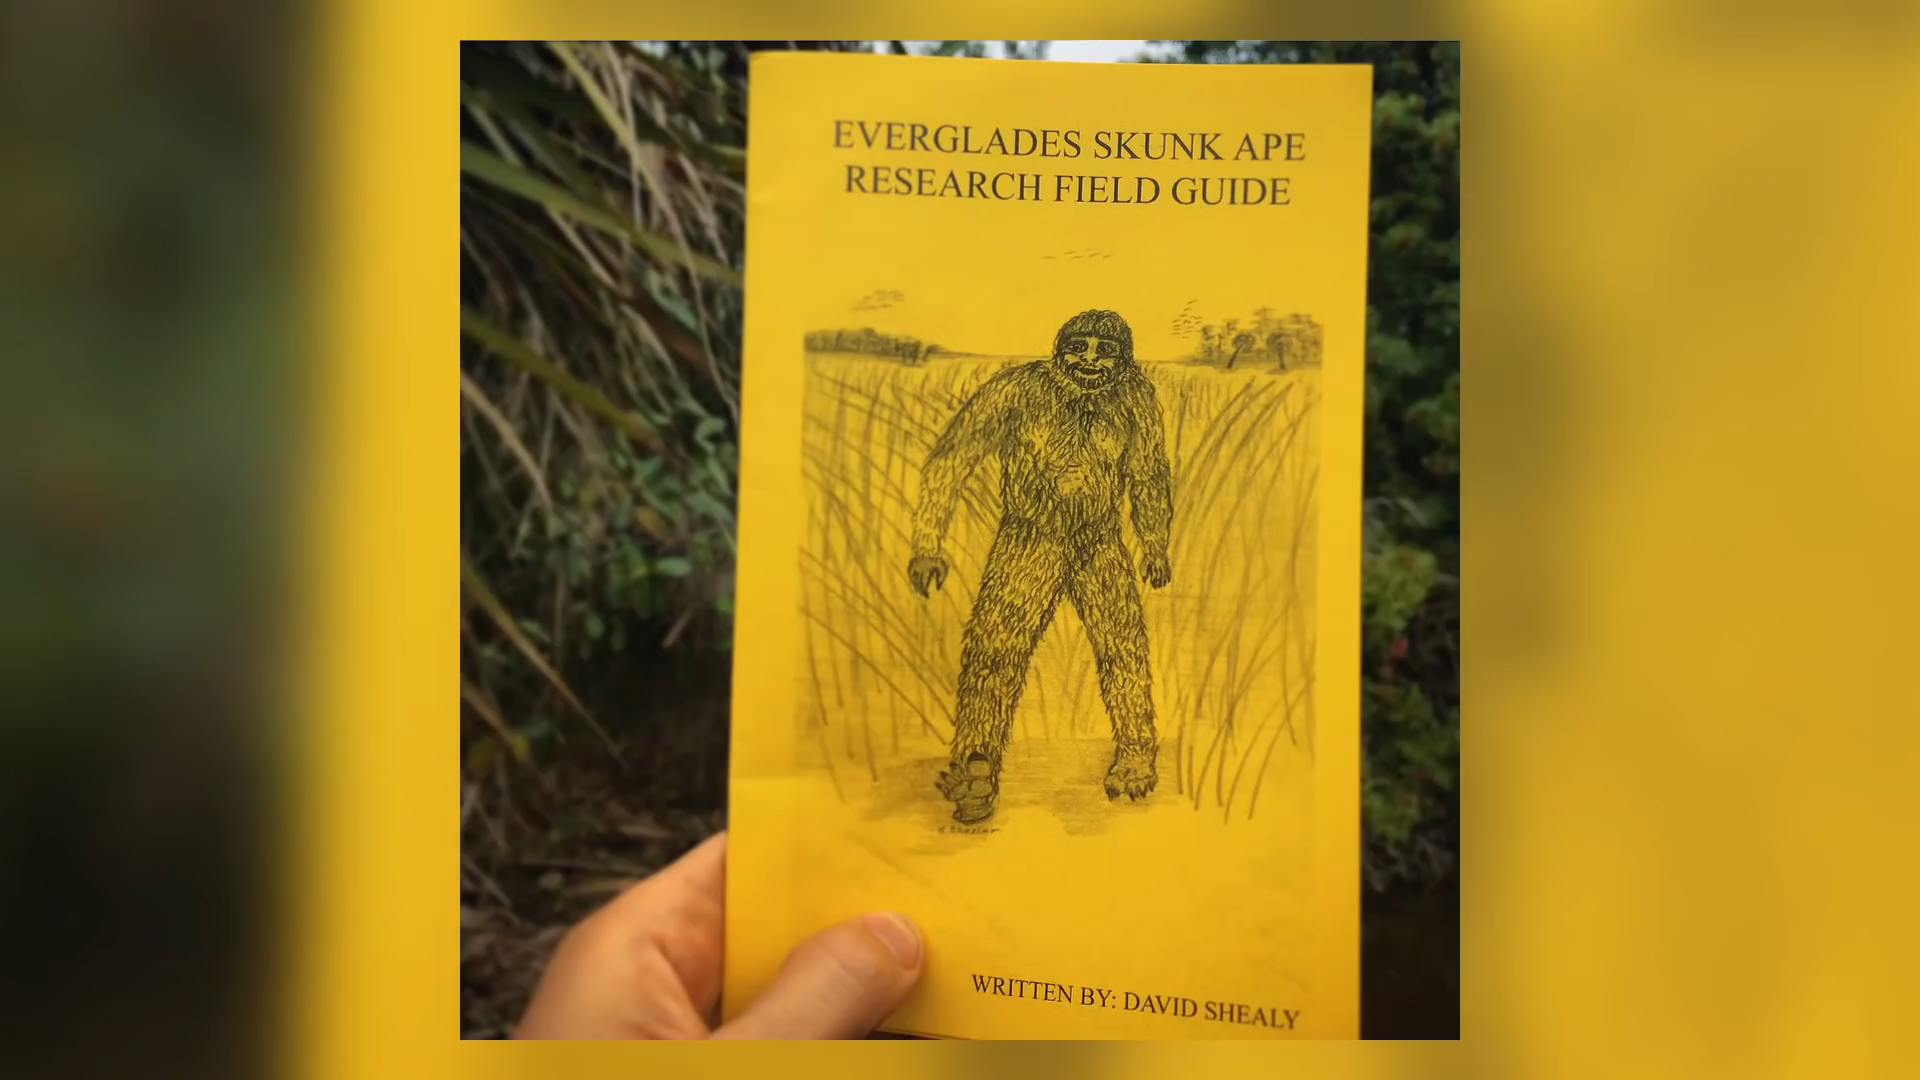 EVERGLADES SKUNK APE
RESEARCH FIELD GUIDE
WRITTEN BY: DAVID SHEALY